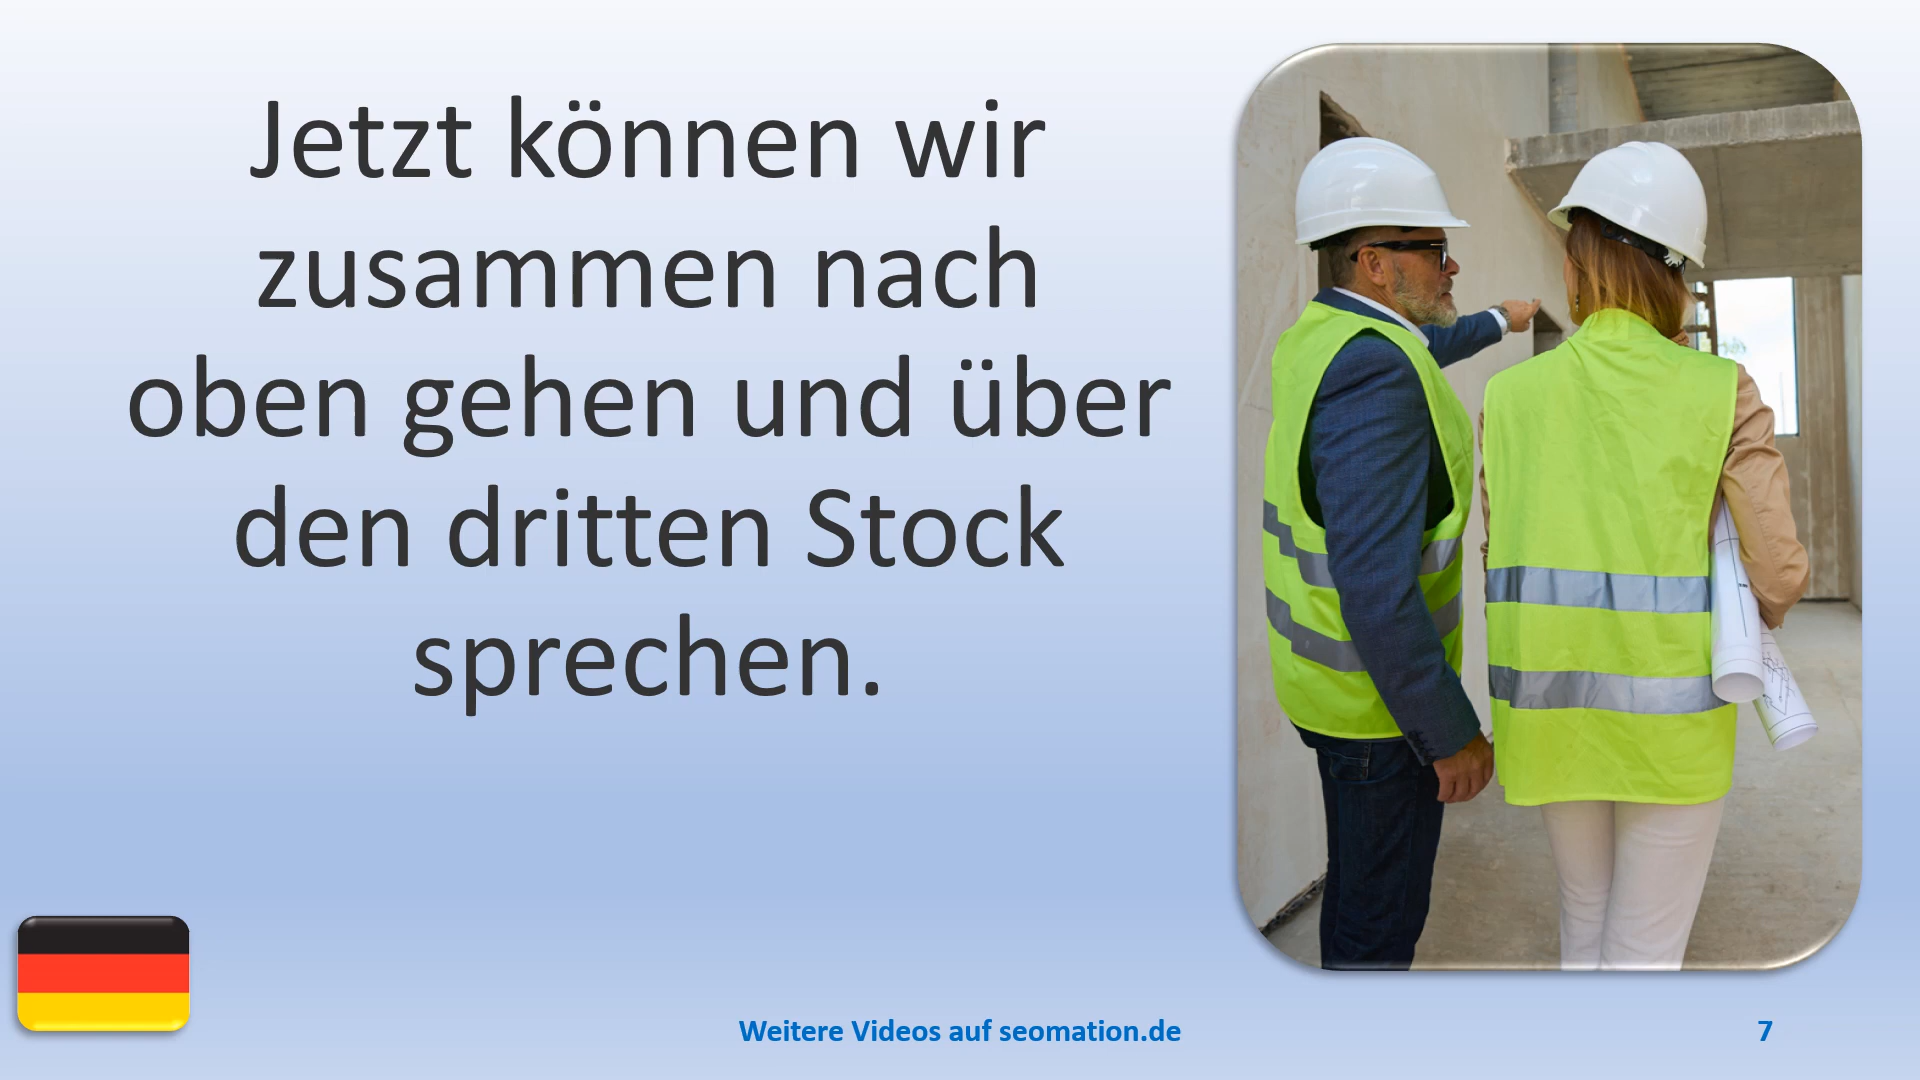 Jetzt können wir
zusammen nach
oben gehen und über
den dritten Stock
sprechen.
Weitere Videos auf seomation.de
7